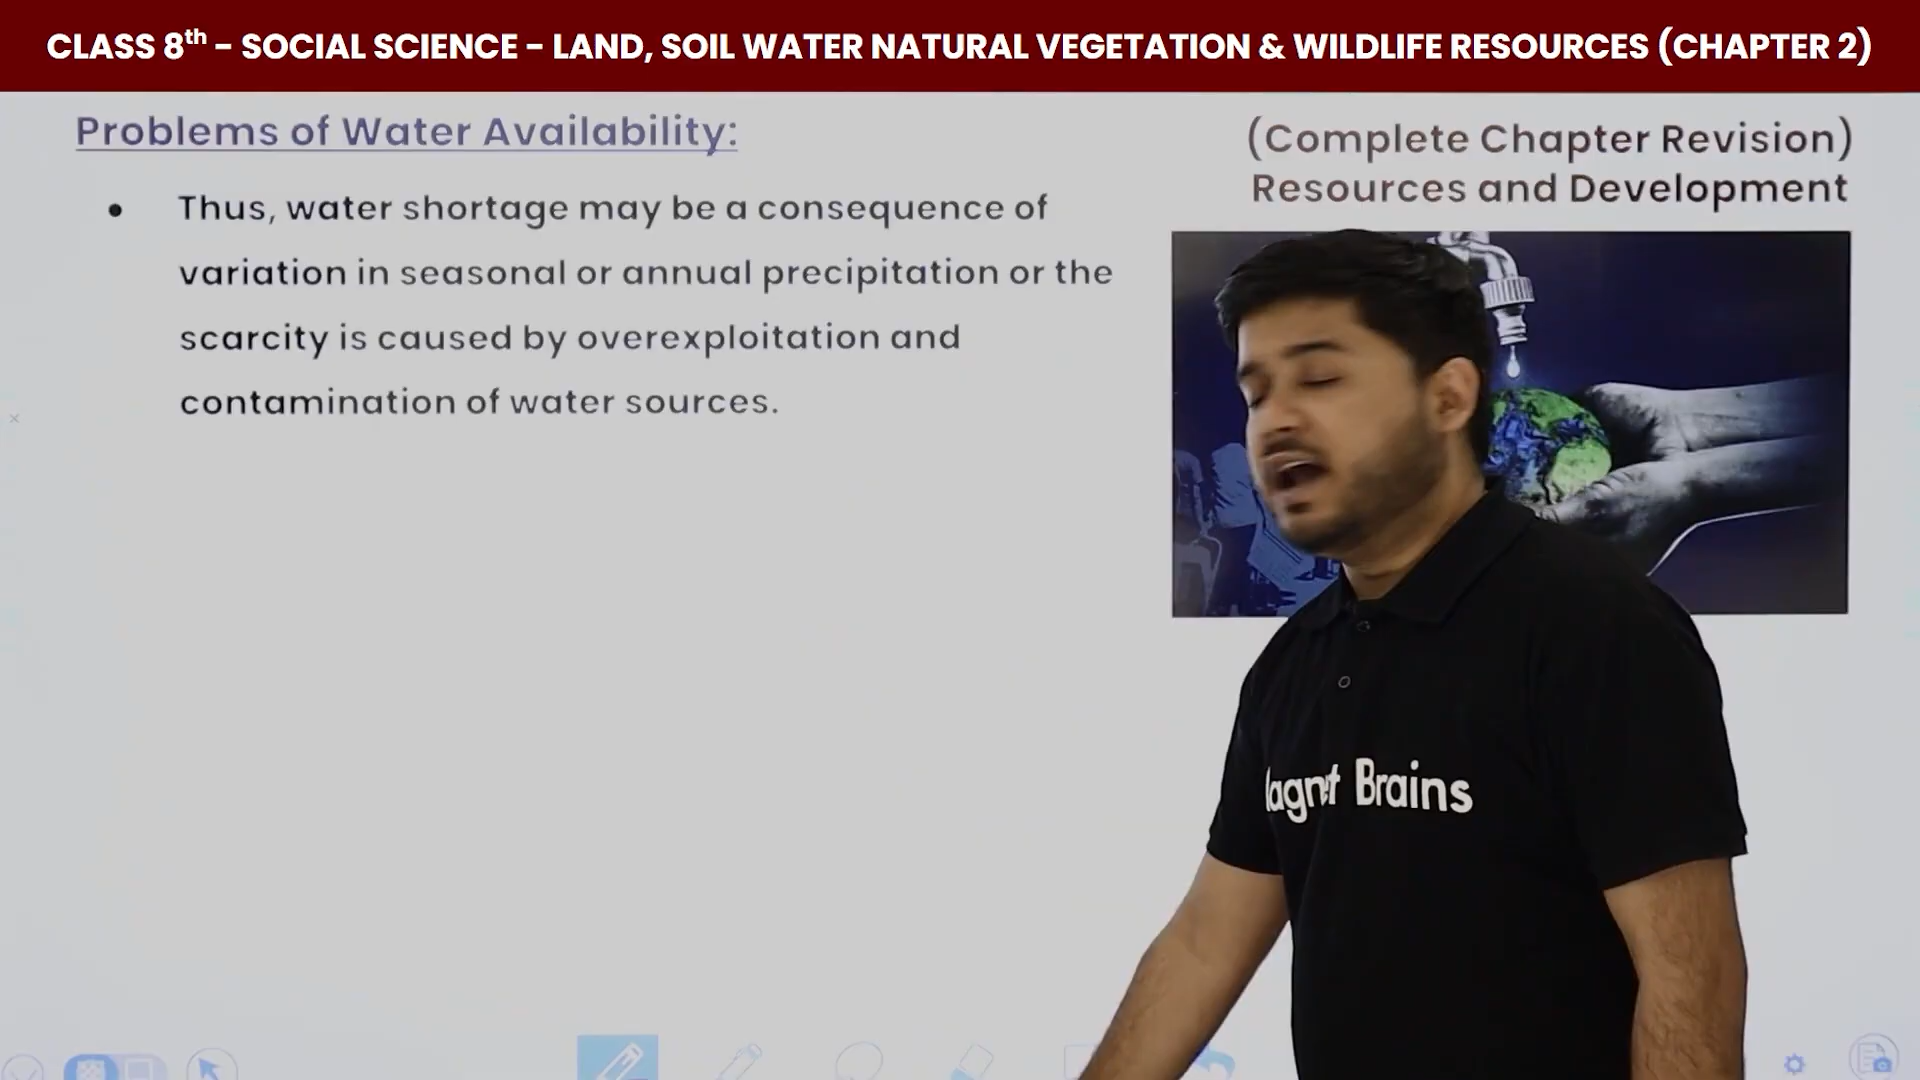 CLASS 8th - SOCIAL SCIENCE - LAND, SOIL WATER NATURAL VEGETATION & WILDLIFE RESOURCES (CHAPTER 2)
Problems of Water Availability:
(Complete Chapter Revision)
Resources and Development
• Thus, water shortage may be a consequence of
variation in seasonal or annual precipitation or the
scarcity is caused by overexploitation and
contamination of water sources.
agnet Brains